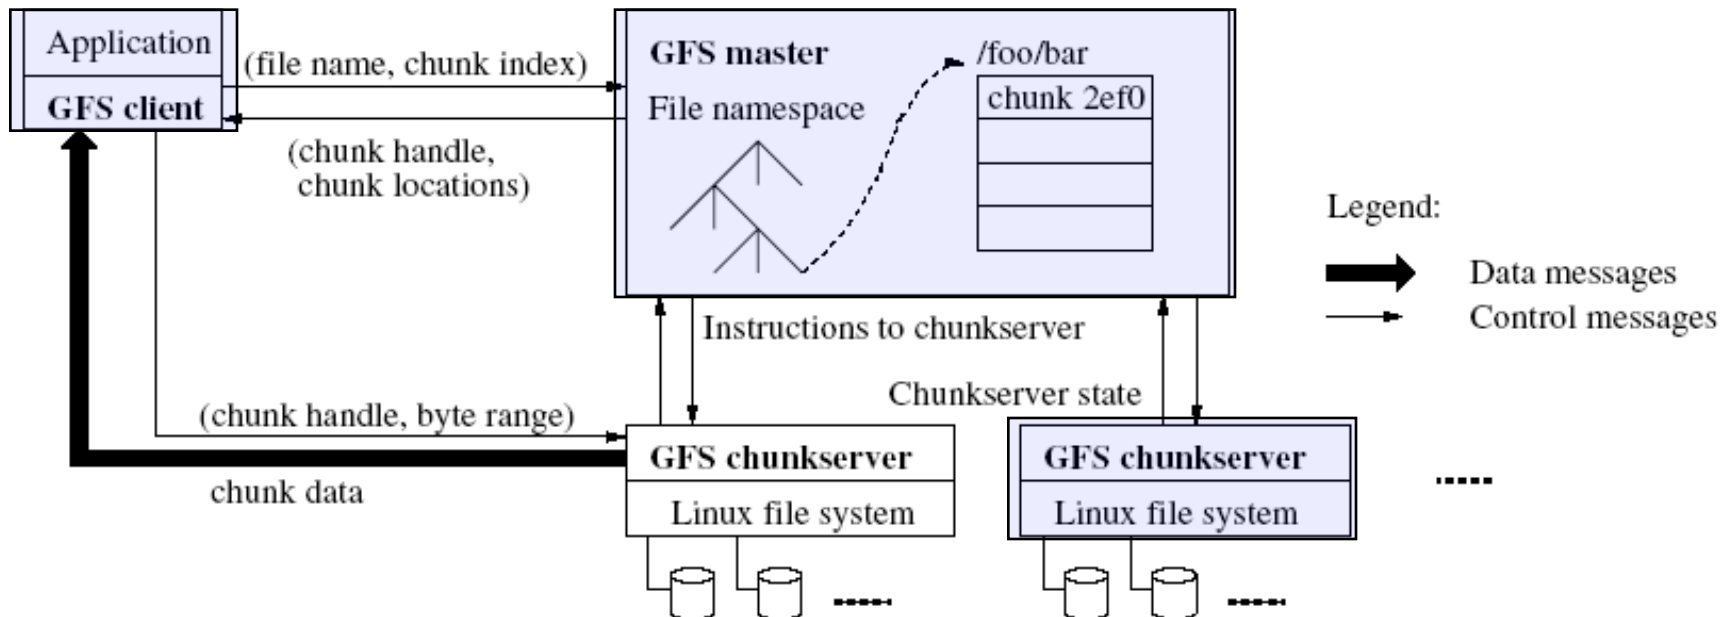 Application
GFS client
(file name, chunk index)
(chunk handle,
chunk locations)
GFS master
File namespace
/foo/bar
chunk 2ef0
Legend:
Data messages
Control messages
Instructions to chunkserver
Chunkserver state
(chunk handle, byte range)
chunk data
GFS chunkserver
Linux file system
GFS chunkserver
Linux file system